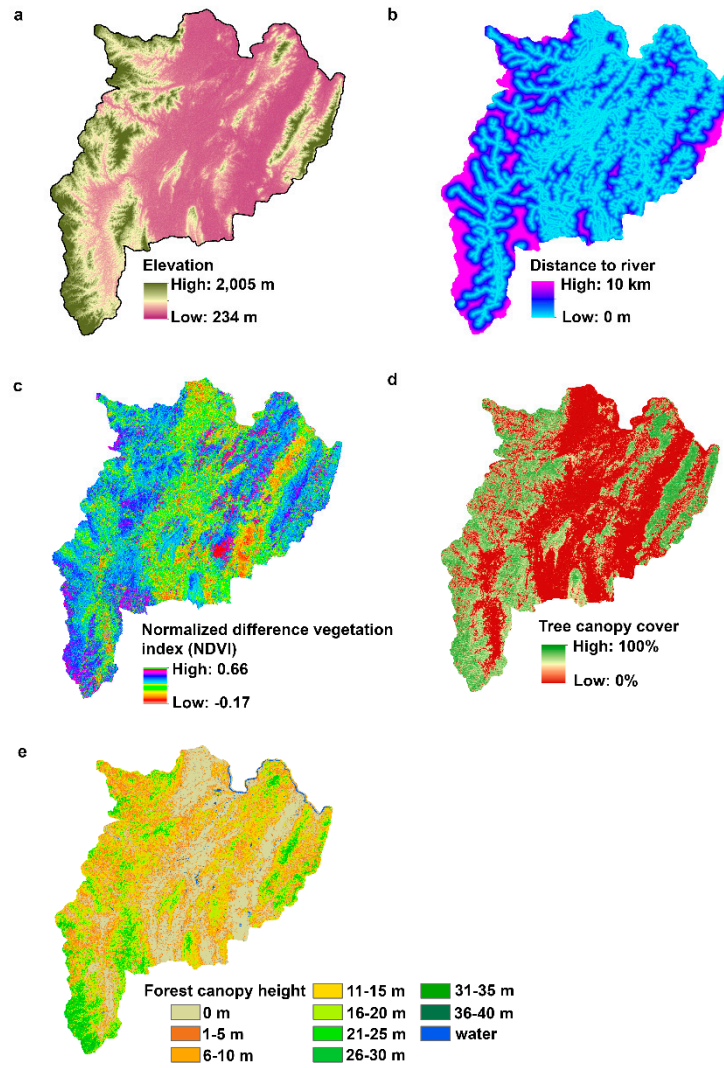 a
Elevation
High: 2,005 m
Low: 234 m
b
Distance to river
High: 10 km
Low: 0 m
c
Normalized difference vegetation
index (NDVI)
High: 0.66
Low: -0.17
d
Tree canopy cover
High: 100%
Low: 0%
e
Forest canopy height
0 m
1-5 m
6-10 m
11-15 m
16-20 m
21-25 m
26-30 m
31-35 m
36-40 m
water